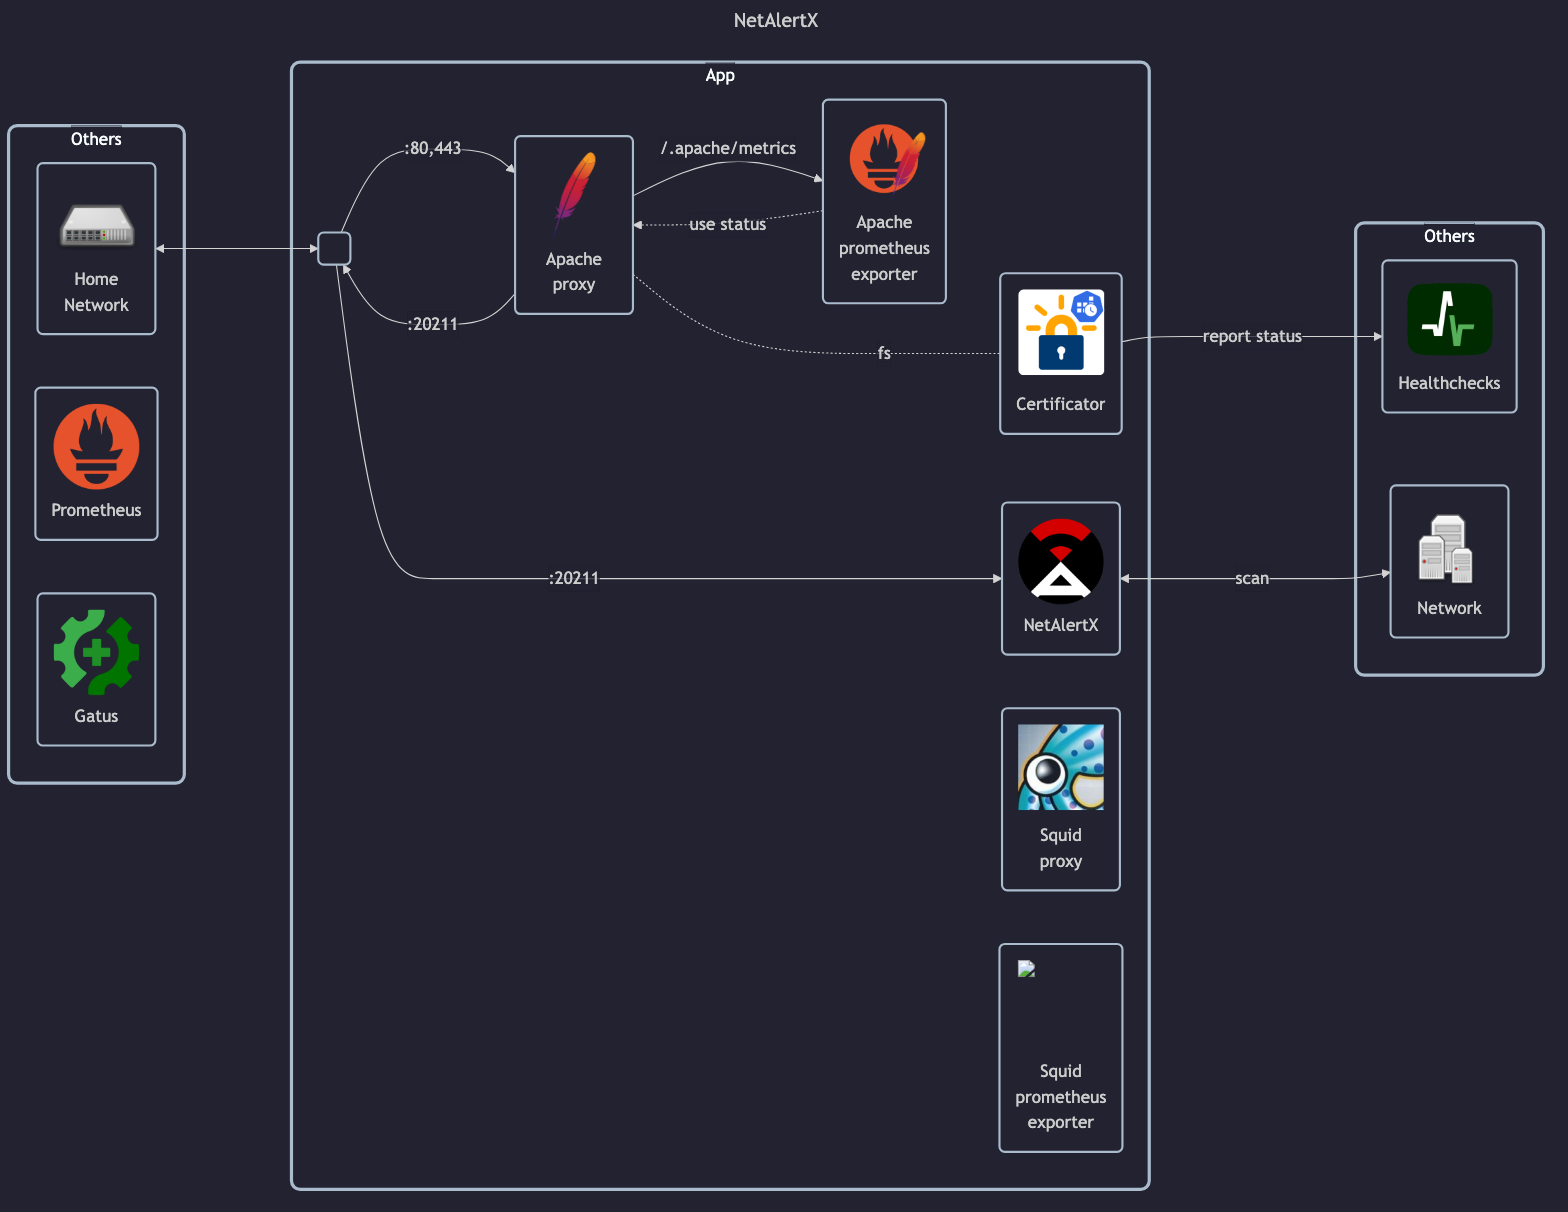 NetAlertX
App
Others
Home
Network
Prometheus
Gatus
:80,443
:20211
Apache
proxy
/.apache/metrics
use status
Apache
prometheus
exporter
fs
Certificator
report status
:20211
NetAlertX
scan
Squid
proxy
Squid
prometheus
exporter
Others
Healthchecks
Network